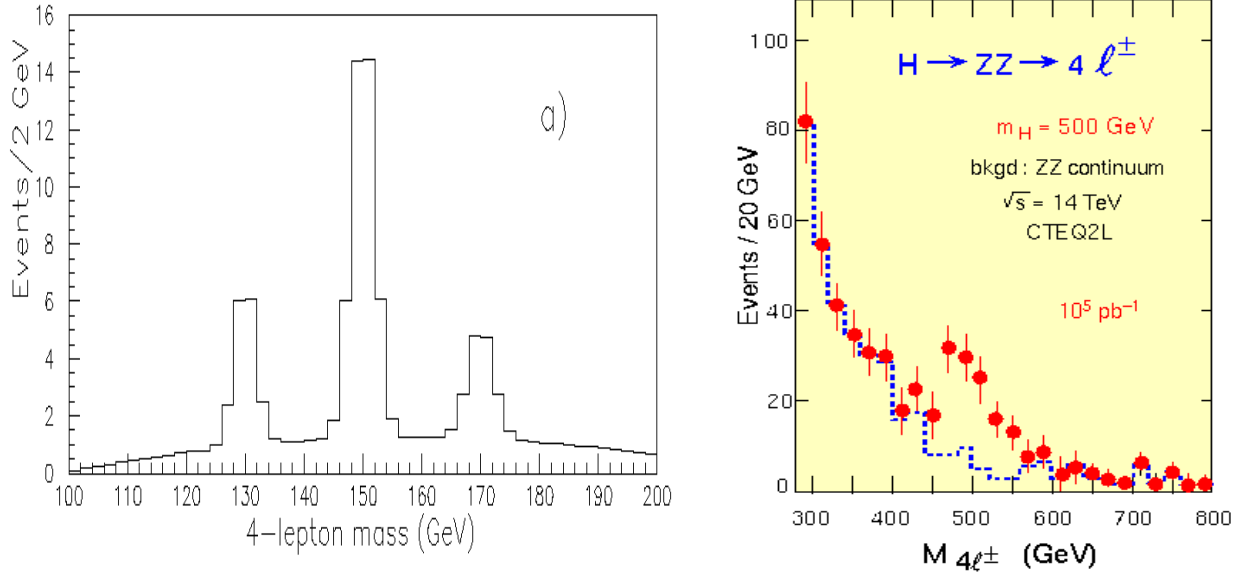 16
14
12
10
8
6
4
2
0
Events/2 GeV
a)
100 110 120 130 140 150 160 170 180 190 200
4-lepton mass (GeV)
100
80
60
40
20
0
Events / 20 GeV
H → ZZ → 4 ℓ±
m_H = 500 GeV
bkgd : ZZ continuum
√s = 14 TeV
CTEQ2L
10⁵ pb⁻¹
300 400 500 600 700 800
M 4ℓ± (GeV)